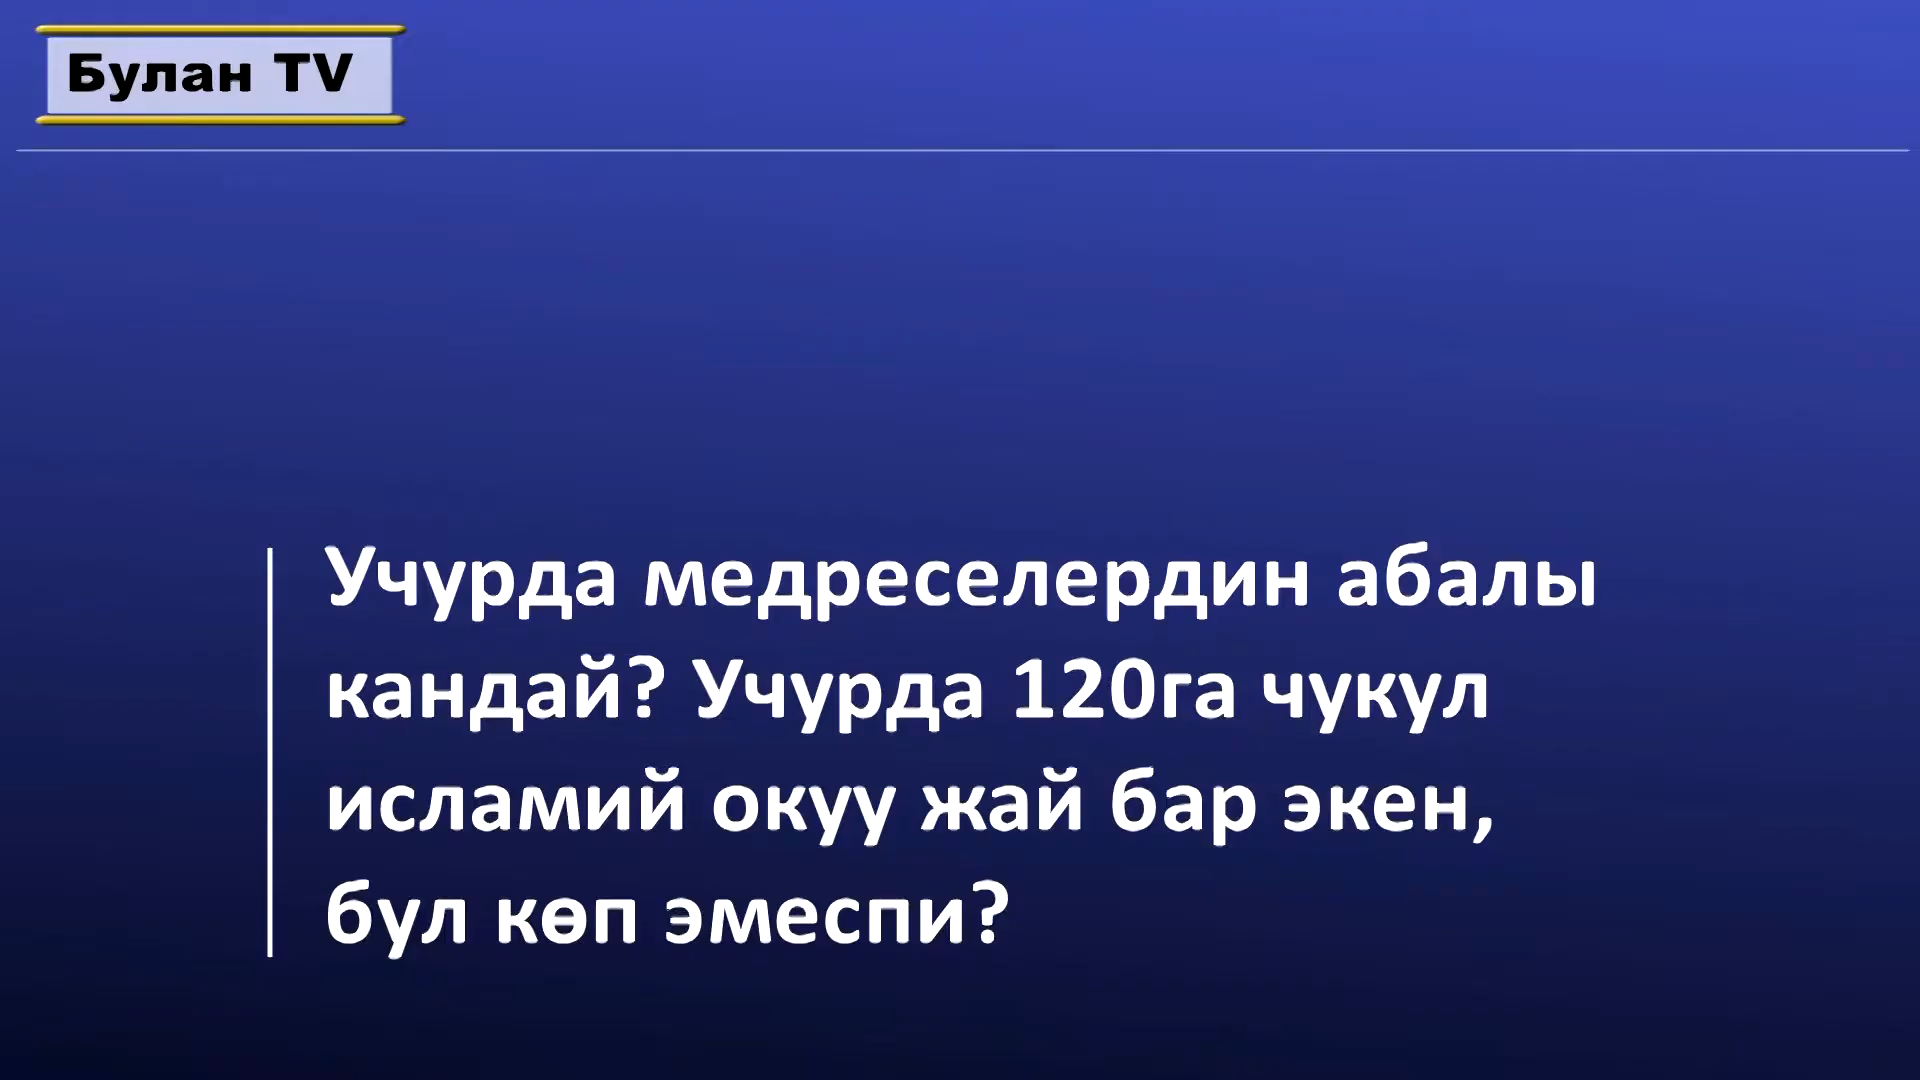 Булан TV
Учурда медреселердин абалы
кандай? Учурда 120га чукул
исламий окуу жай бар экен,
бул көп эмеспи?